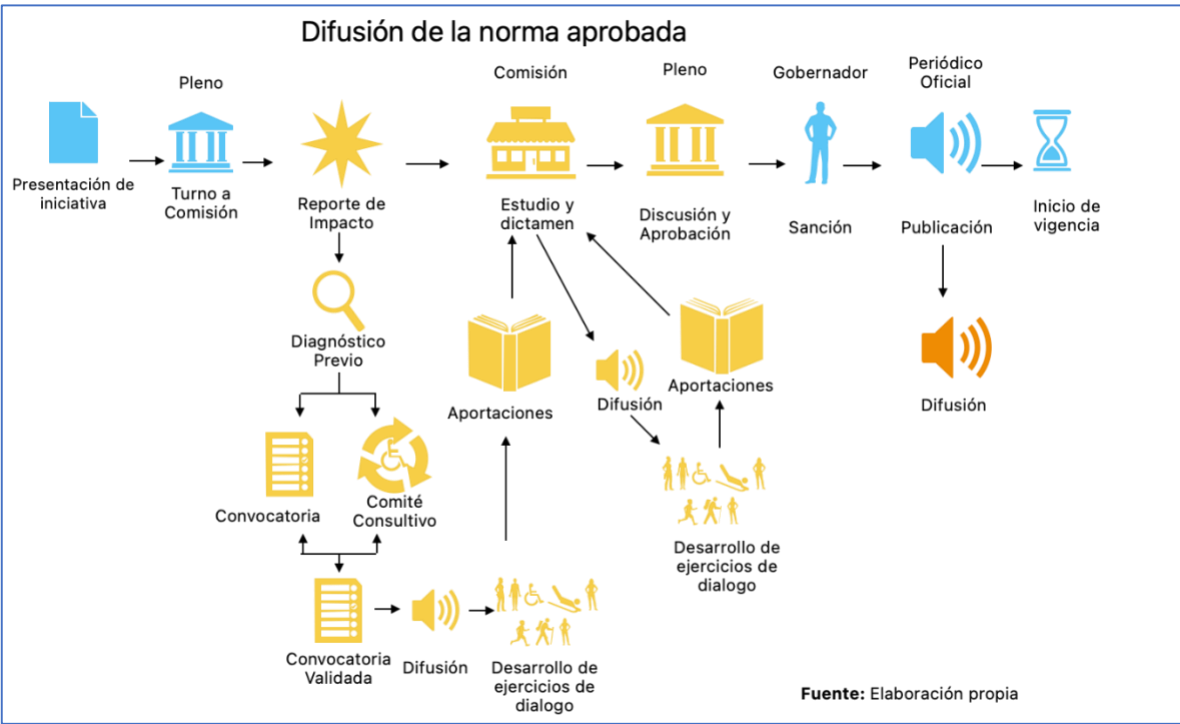 Difusión de la norma aprobada
Pleno
Comisión
Pleno
Gobernador
Periódico
Oficial
Presentación de
iniciativa
Turno a
Comisión
Reporte de
Impacto
Estudio y
dictamen
Discusión y
Aprobación
Sanción
Publicación
Inicio de
vigencia
Diagnóstico
Previo
Aportaciones
Difusión
Aportaciones
Difusión
Convocatoria
Comité
Consultivo
Desarrollo de
ejercicios de
dialogo
Convocatoria
Validada
Difusión
Desarrollo de
ejercicios de
dialogo
Fuente: Elaboración propia